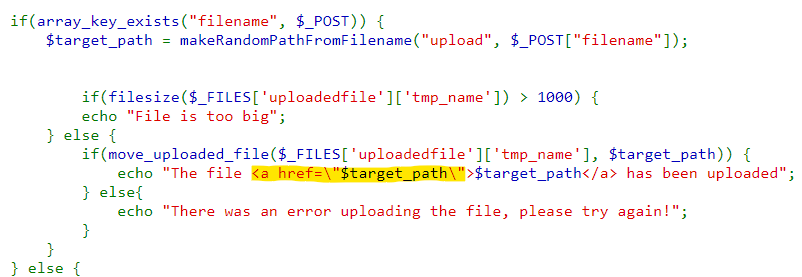 if(array_key_exists("filename", $_POST)) {
    $target_path = makeRandomPathFromFilename("upload", $_POST["filename"]);


        if(filesize($_FILES['uploadedfile']['tmp_name']) > 1000) {
        echo "File is too big";
    } else {
        if(move_uploaded_file($_FILES['uploadedfile']['tmp_name'], $target_path)) {
            echo "The file <a href=\"$target_path\">$target_path</a> has been uploaded";
        } else{
            echo "There was an error uploading the file, please try again!";
        }
    }
} else {